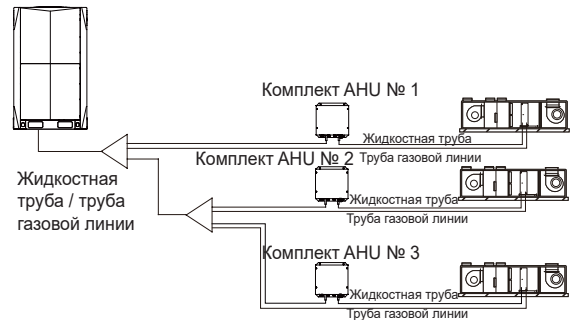 Комплект AHU № 1
Жидкостная труба
Труба газовой линии
Комплект AHU № 2
Жидкостная
труба / труба
газовой линии
Жидкостная труба
Труба газовой линии
Комплект AHU № 3
Жидкостная труба
Труба газовой линии